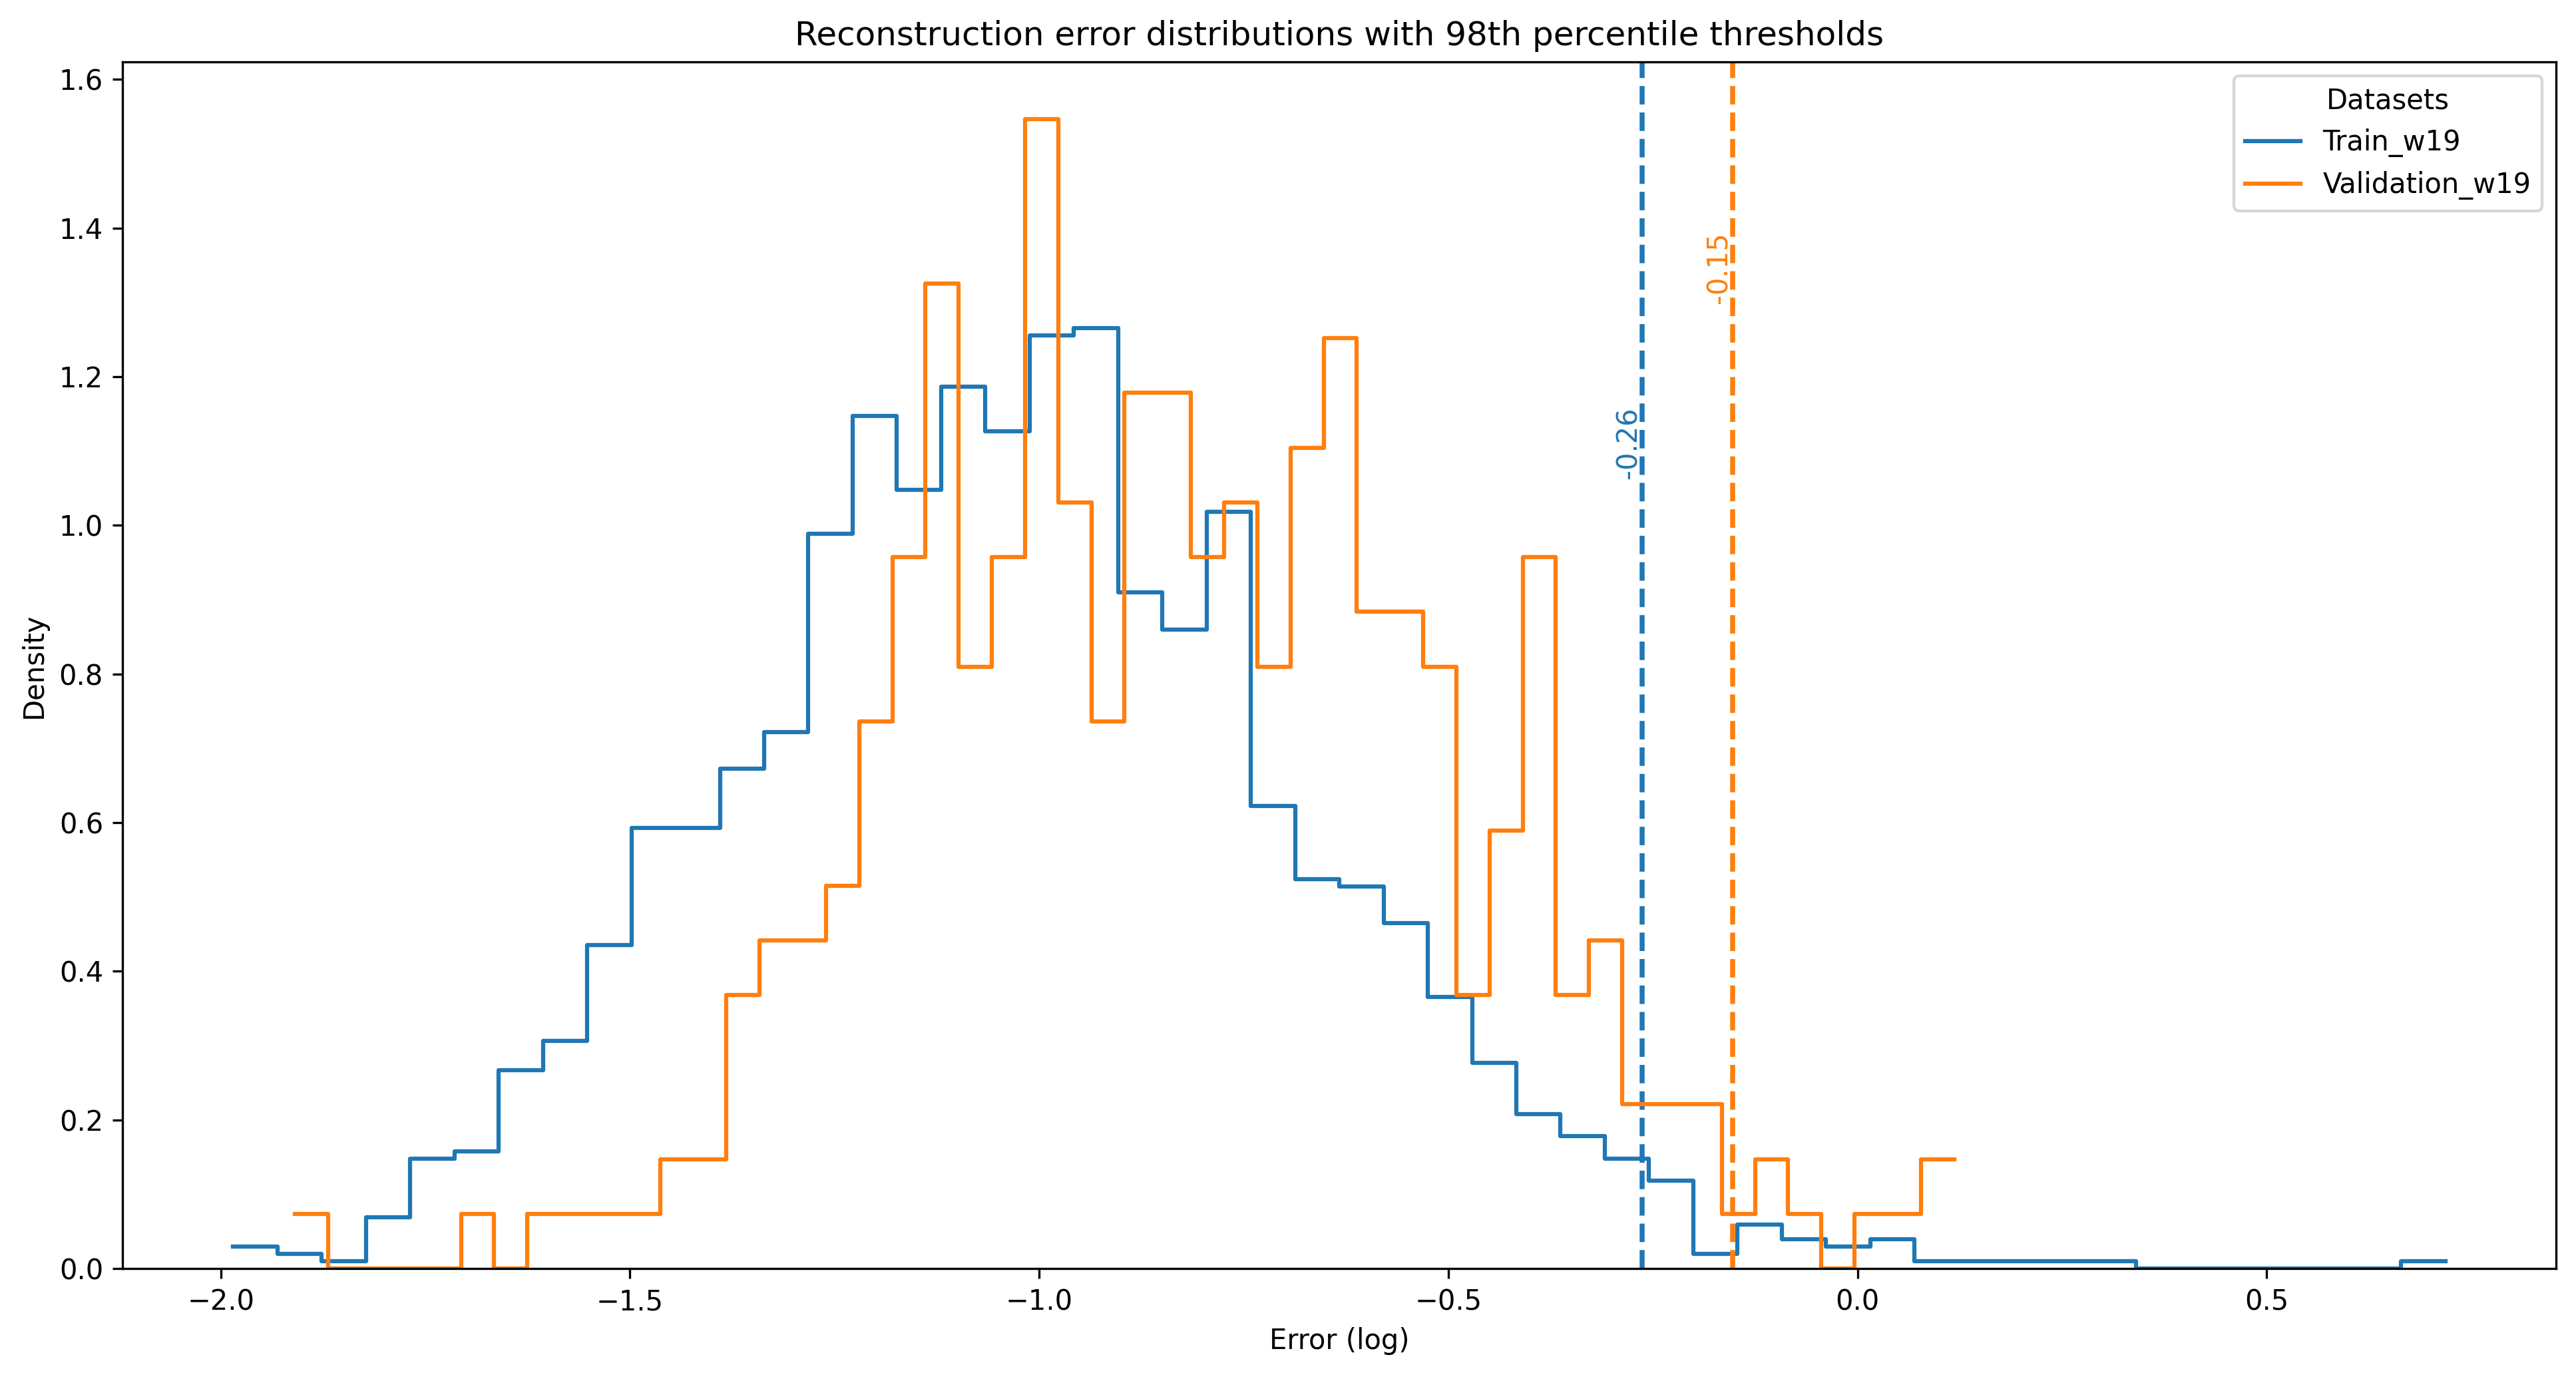 Reconstruction error distributions with 98th percentile thresholds
Datasets
Train_w19
Validation_w19
-0.15
-0.26
Density
1.6
1.4
1.2
1.0
0.8
0.6
0.4
0.2
0.0
−2.0
−1.5
−1.0
−0.5
0.0
0.5
Error (log)